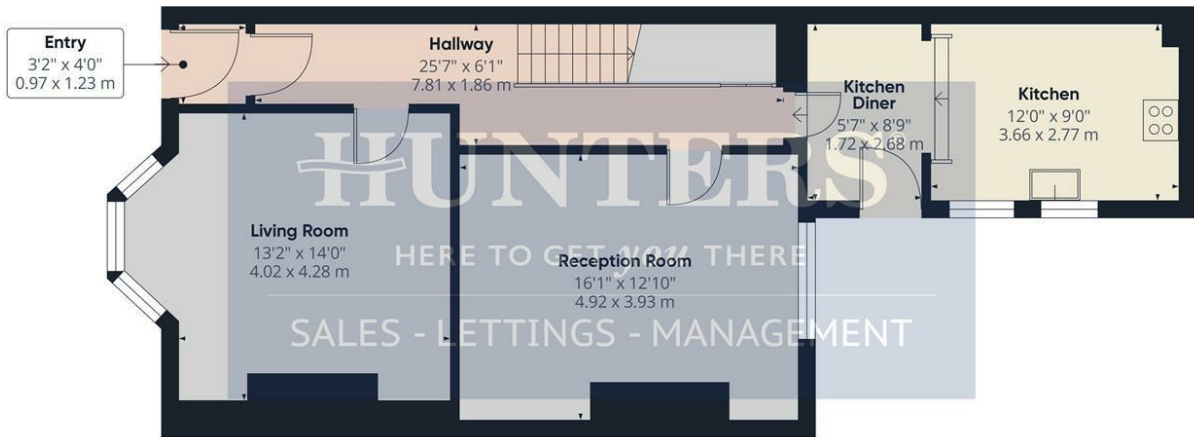 Entry
3'2" x 4'0"
0.97 x 1.23 m
Hallway
25'7" x 6'1"
7.81 x 1.86 m
Kitchen
Diner
5'7" x 8'9"
1.72 x 2.68 m
Kitchen
12'0" x 9'0"
3.66 x 2.77 m
HUNTERS®
HERE TO GET you THERE
SALES - LETTINGS - MANAGEMENT
Living Room
13'2" x 14'0"
4.02 x 4.28 m
Reception Room
16'1" x 12'10"
4.92 x 3.93 m